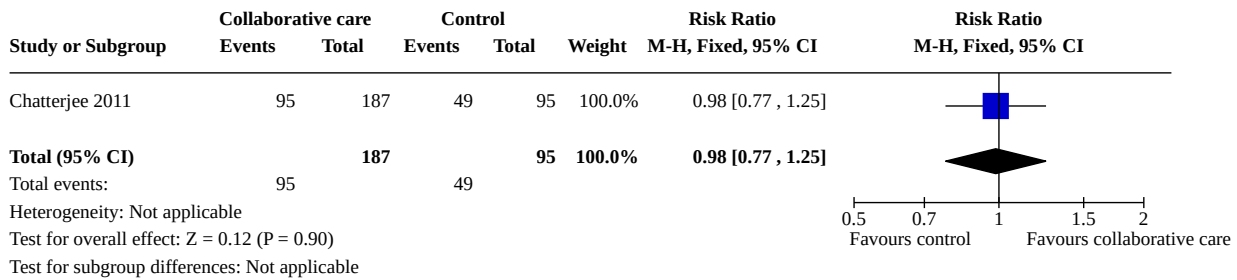 Collaborative care Control Risk Ratio Risk Ratio
Study or Subgroup Events Total Events Total Weight M-H, Fixed, 95% CI M-H, Fixed, 95% CI
Chatterjee 2011 95 187 49 95 100.0% 0.98 [0.77 , 1.25]
Total (95% CI) 187 95 100.0% 0.98 [0.77 , 1.25]
Total events: 95 49
Heterogeneity: Not applicable
Test for overall effect: Z = 0.12 (P = 0.90)
Test for subgroup differences: Not applicable
0.5 0.7 1 1.5 2
Favours control Favours collaborative care